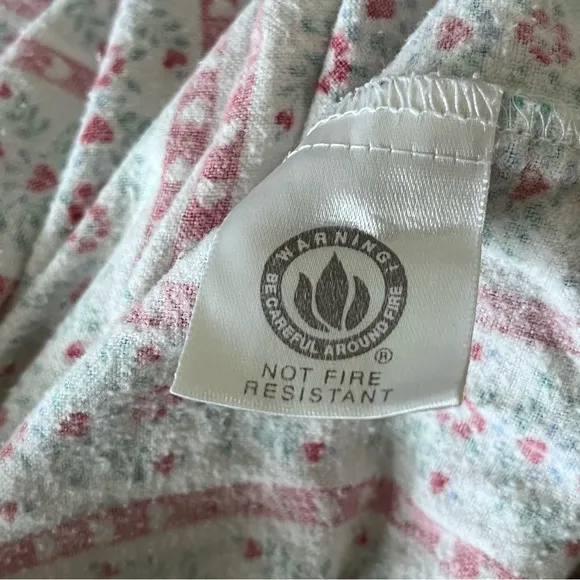 WARNING!
BE CAREFUL AROUND FIRE
®
NOT FIRE
RESISTANT